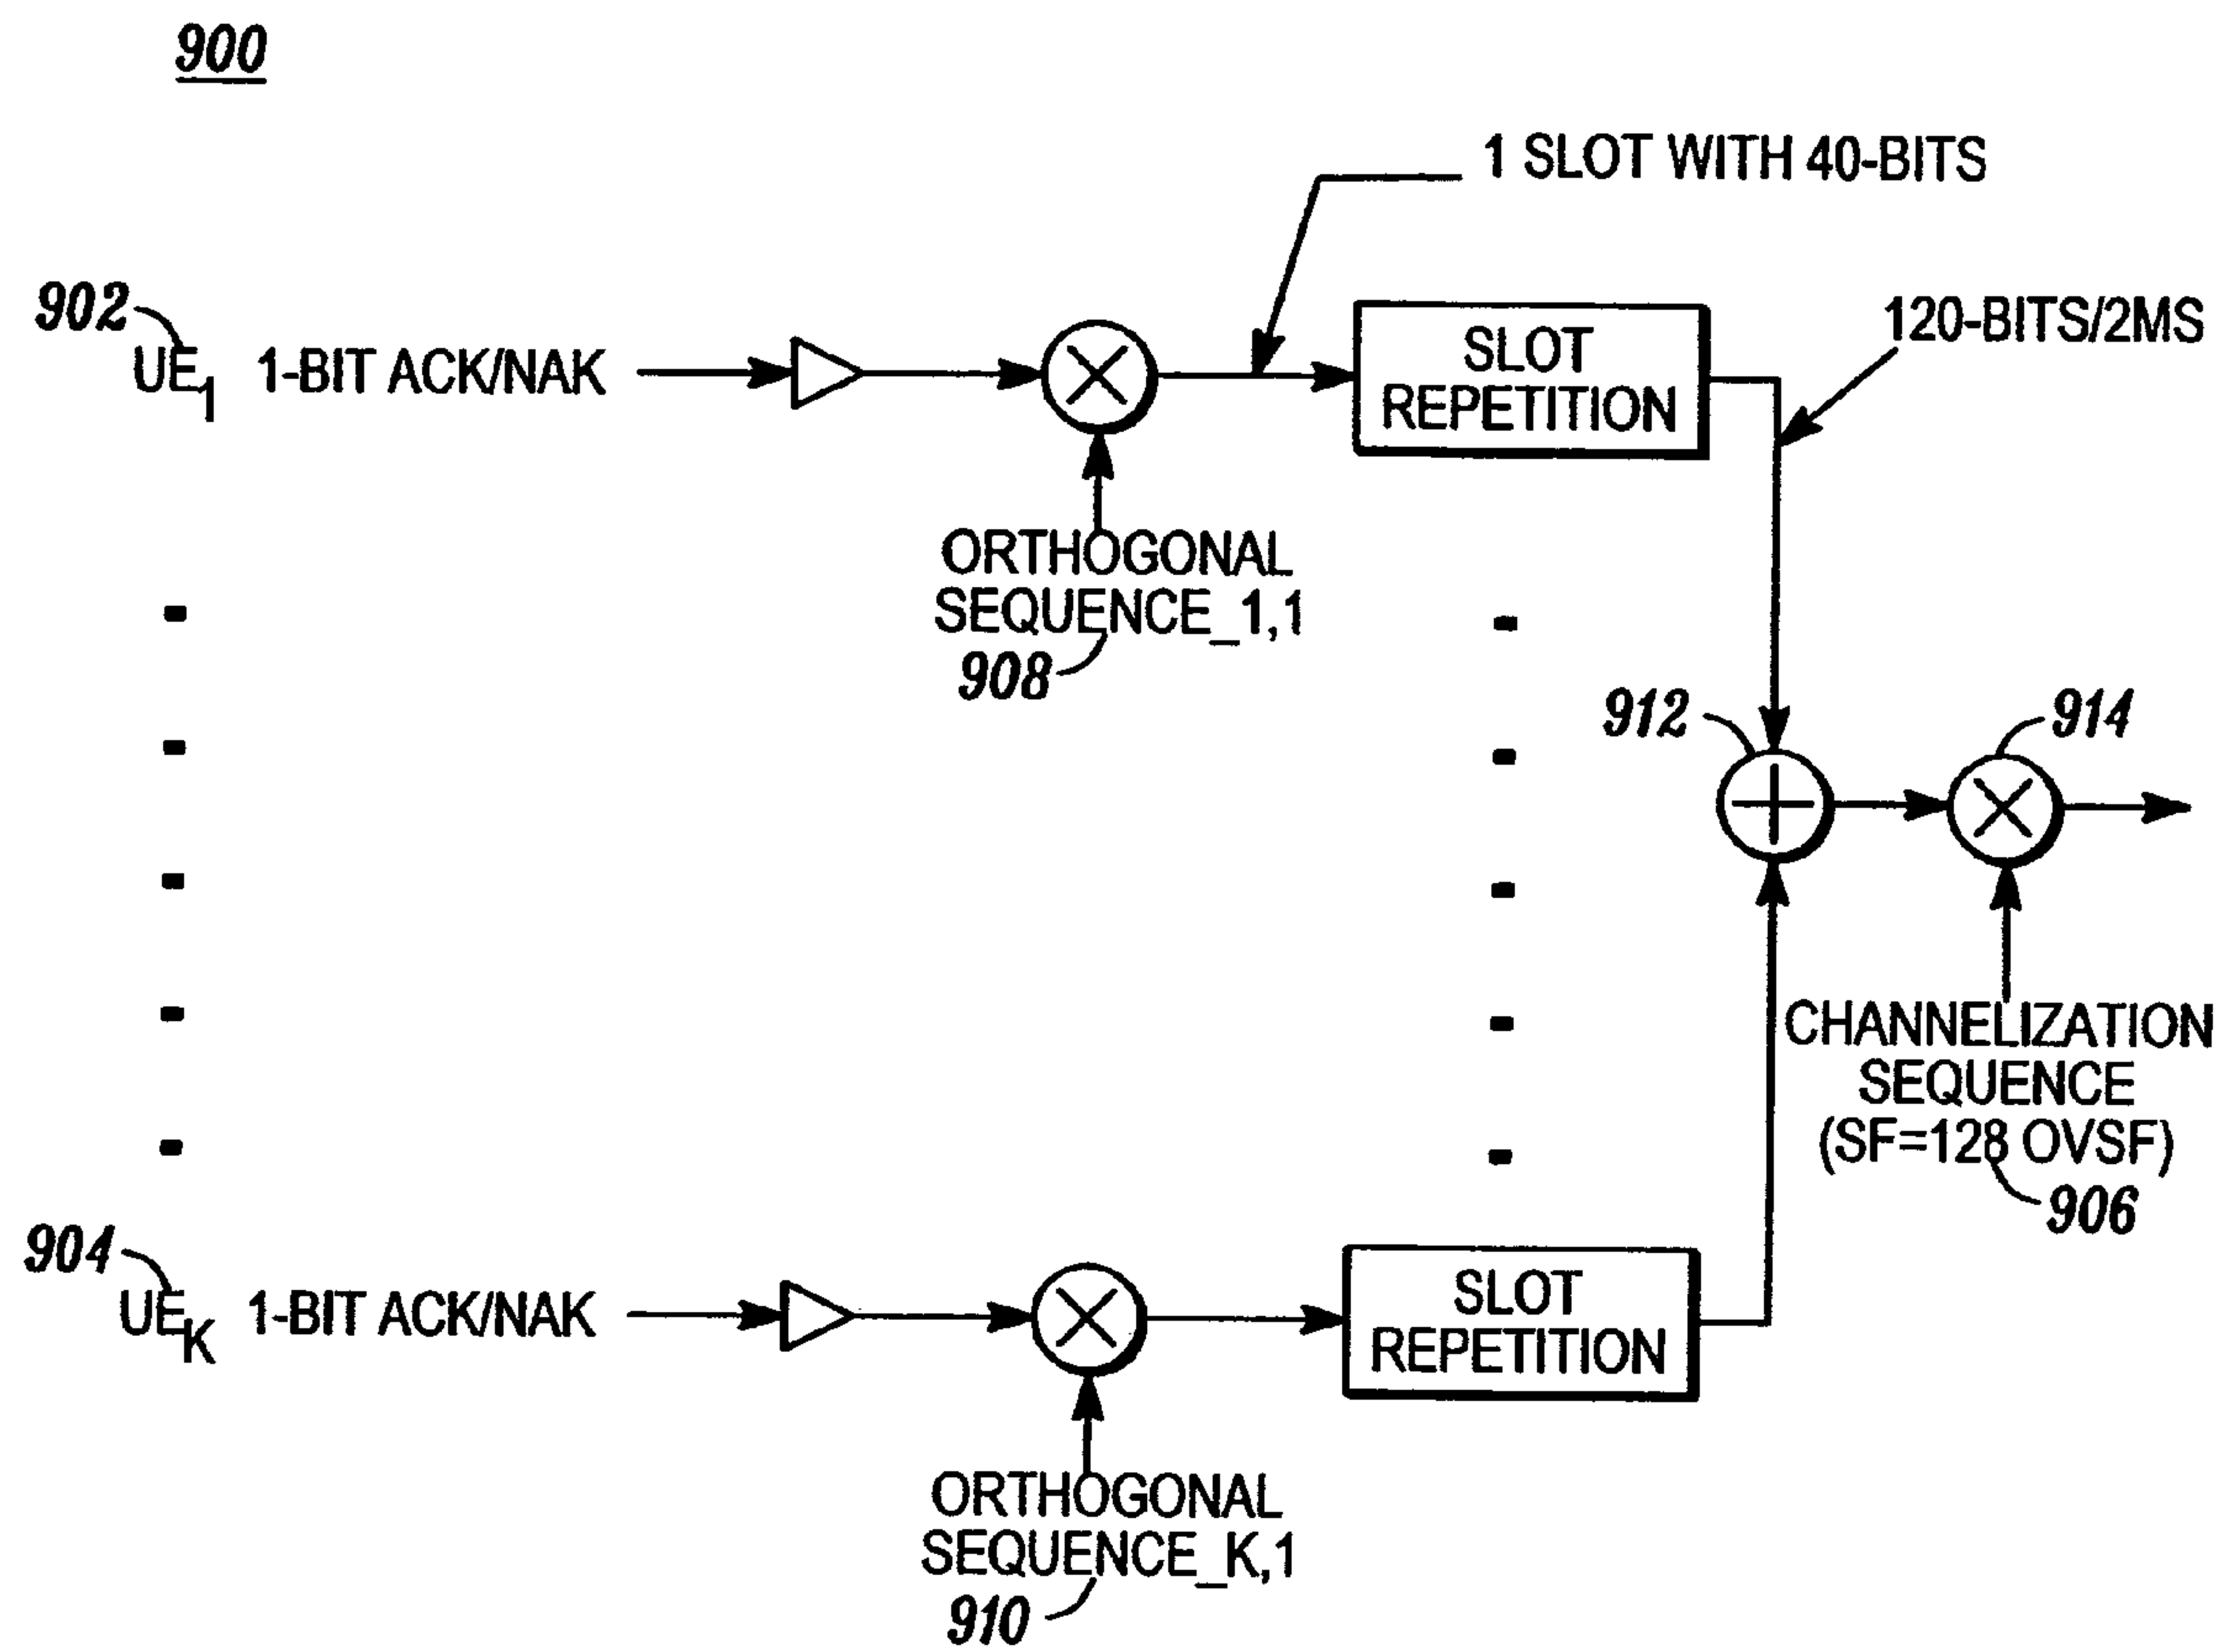 900
1 SLOT WITH 40-BITS
902
UE1 1-BIT ACK/NAK
SLOT
REPETITION
120-BITS/2MS
ORTHOGONAL
SEQUENCE_1,1
908
912
914
CHANNELIZATION
SEQUENCE
(SF=128 OVSF)
906
904
UEK 1-BIT ACK/NAK
SLOT
REPETITION
ORTHOGONAL
SEQUENCE_K,1
910